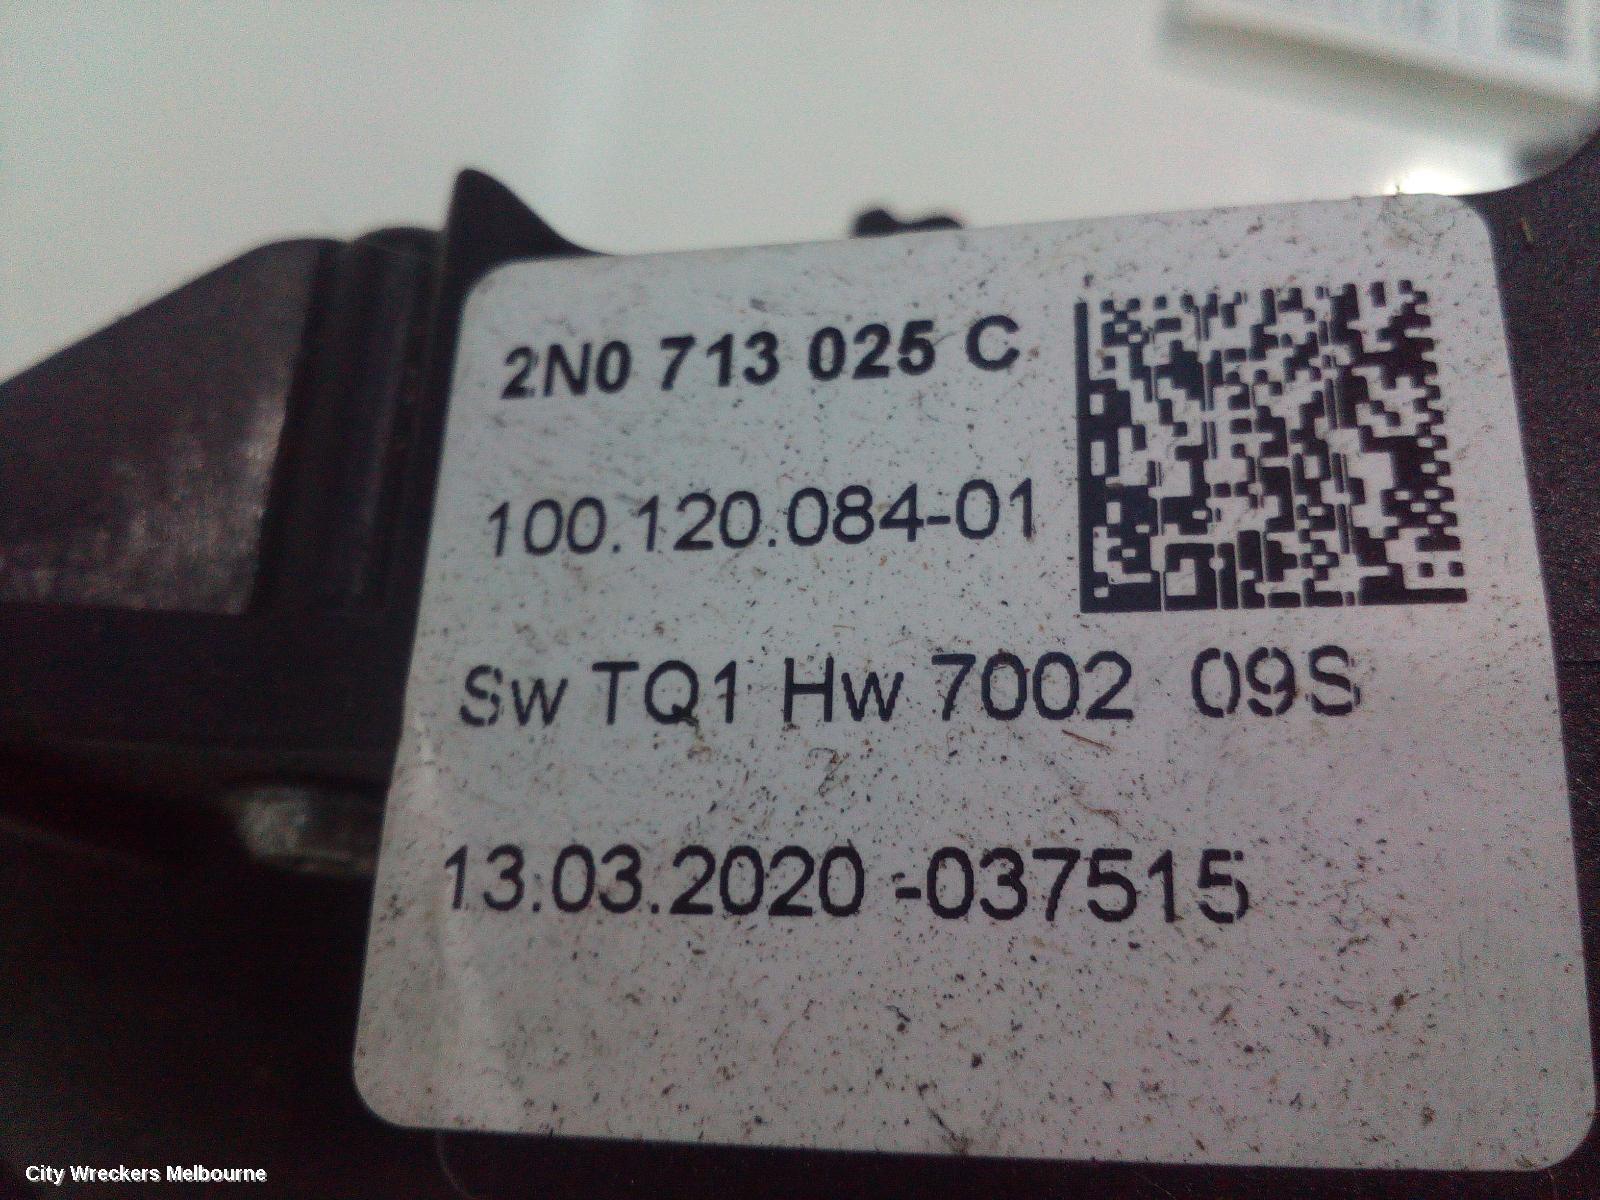 2N0 713 025 C
100.120.084-01
Sw TQ1 Hw 7002 09S
13.03.2020 -037515
City Wreckers Melbourne